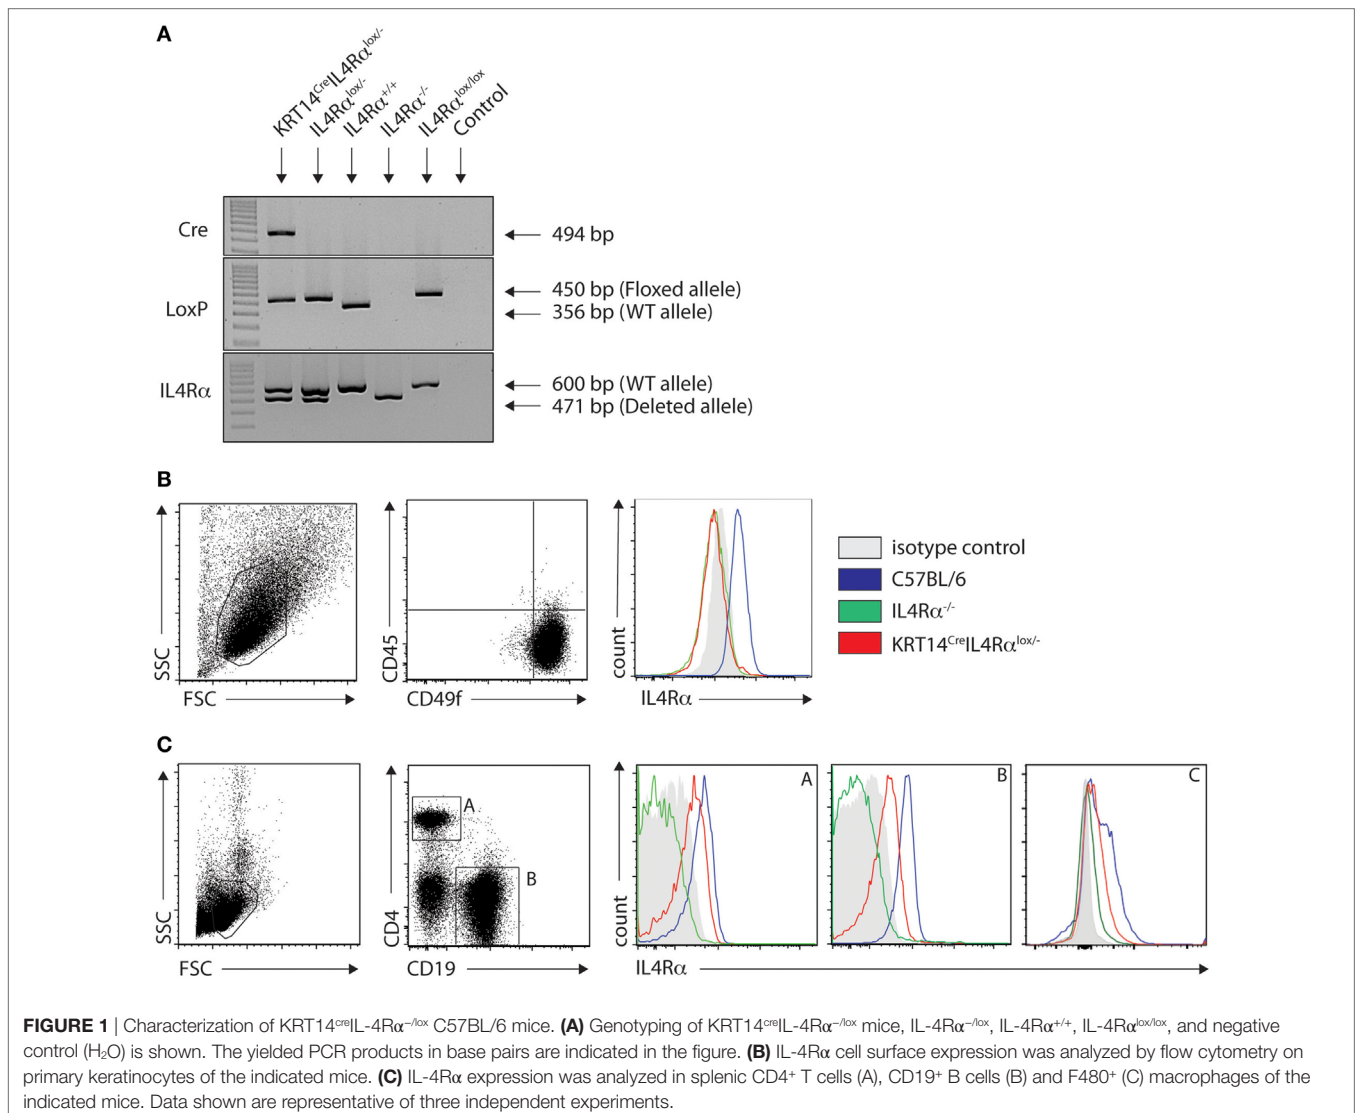 A
KRT14CreIL4Rαlox/-
IL4Rαlox/-
IL4Rα+/+
IL4Rα-/-
IL4Rαlox/lox
Control
Cre
494 bp
LoxP
450 bp (Floxed allele)
356 bp (WT allele)
IL4Rα
600 bp (WT allele)
471 bp (Deleted allele)
B
SSC
FSC
CD45
CD49f
count
IL4Rα
isotype control
C57BL/6
IL4Rα-/-
KRT14CreIL4Rαlox/-
C
SSC
FSC
CD4
A
B
CD19
count
A
B
C
IL4Rα
FIGURE 1 | Characterization of KRT14creIL-4Rα−/lox C57BL/6 mice. (A) Genotyping of KRT14creIL-4Rα−/lox mice, IL-4Rα−/lox, IL-4Rα+/+, IL-4Rαlox/lox, and negative
control (H2O) is shown. The yielded PCR products in base pairs are indicated in the figure. (B) IL-4Rα cell surface expression was analyzed by flow cytometry on
primary keratinocytes of the indicated mice. (C) IL-4Rα expression was analyzed in splenic CD4+ T cells (A), CD19+ B cells (B) and F480+ (C) macrophages of the
indicated mice. Data shown are representative of three independent experiments.